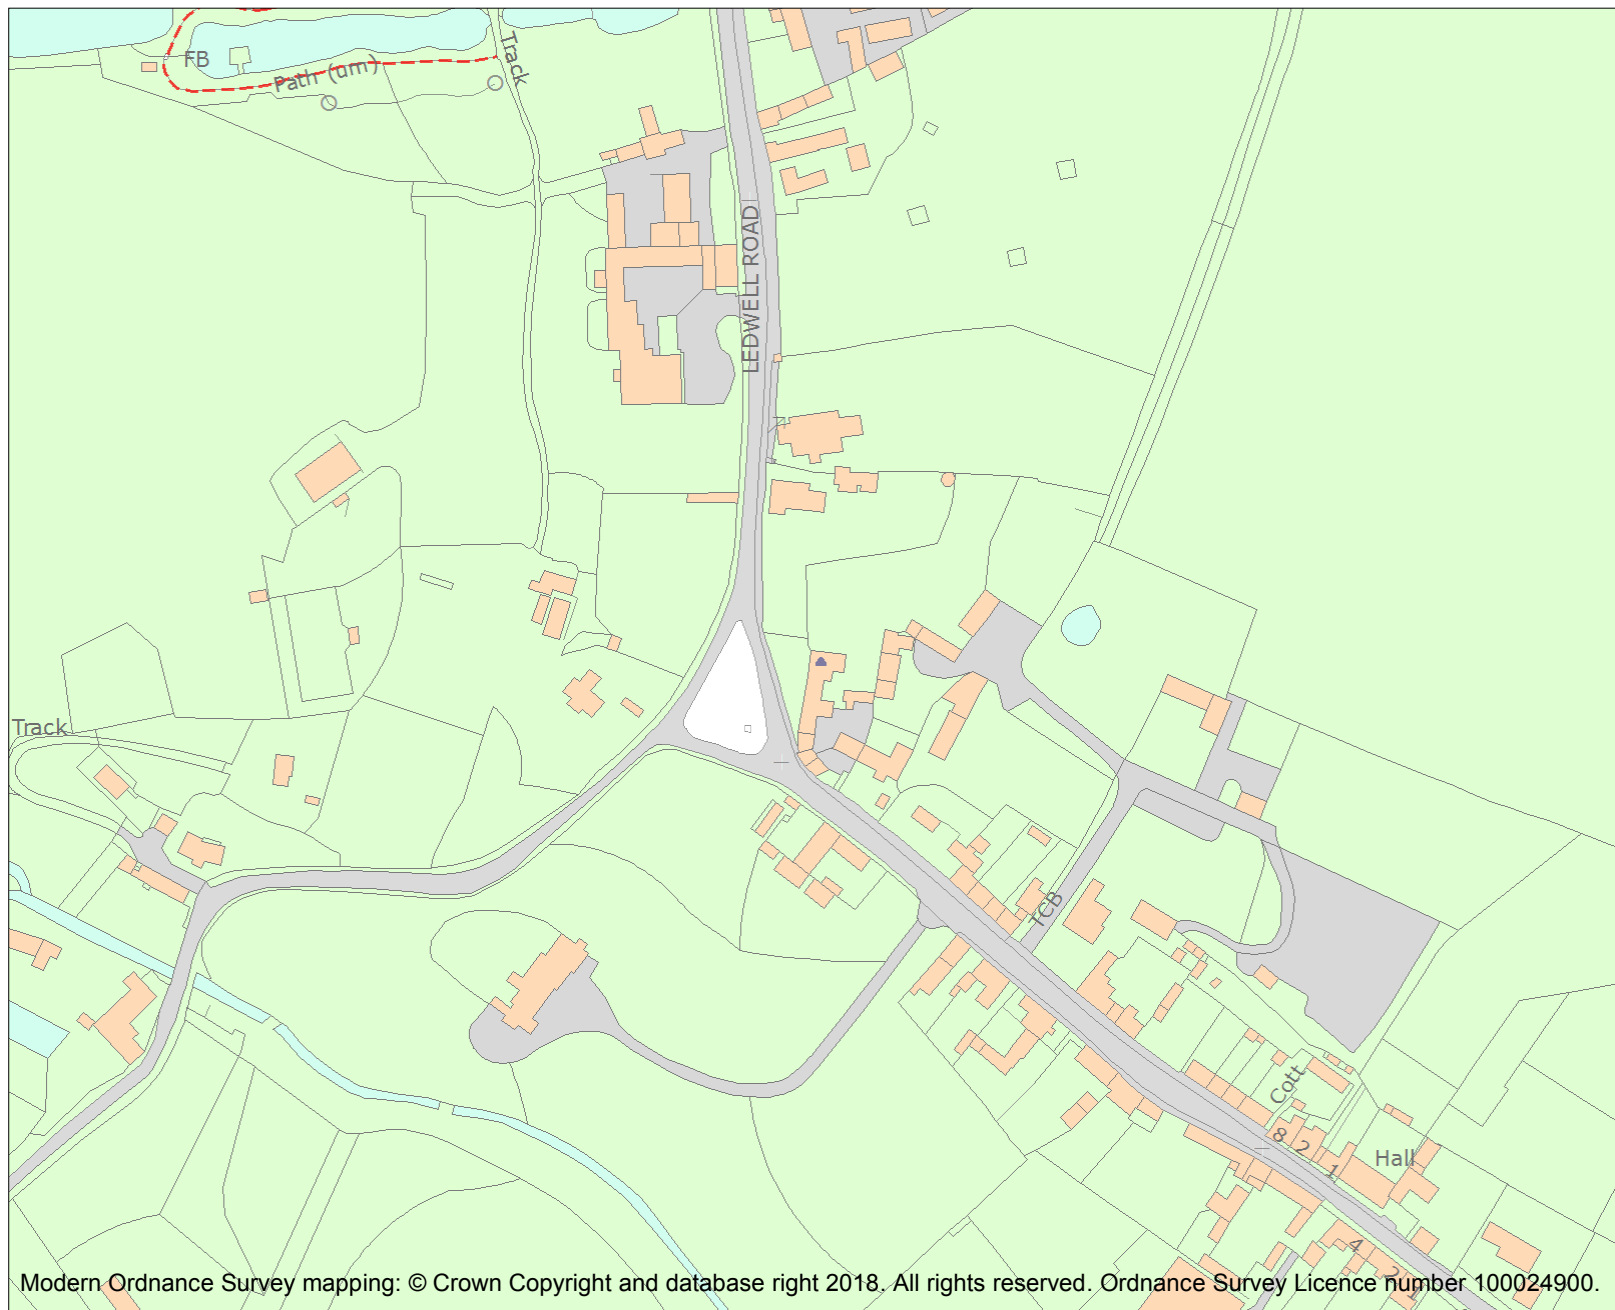 FB
Path (um)
Track
LEDWELL ROAD
Track
TCB
Cott
8
2
1
Hall
4
2
1
Modern Ordnance Survey mapping: © Crown Copyright and database right 2018. All rights reserved. Ordnance Survey Licence number 100024900.